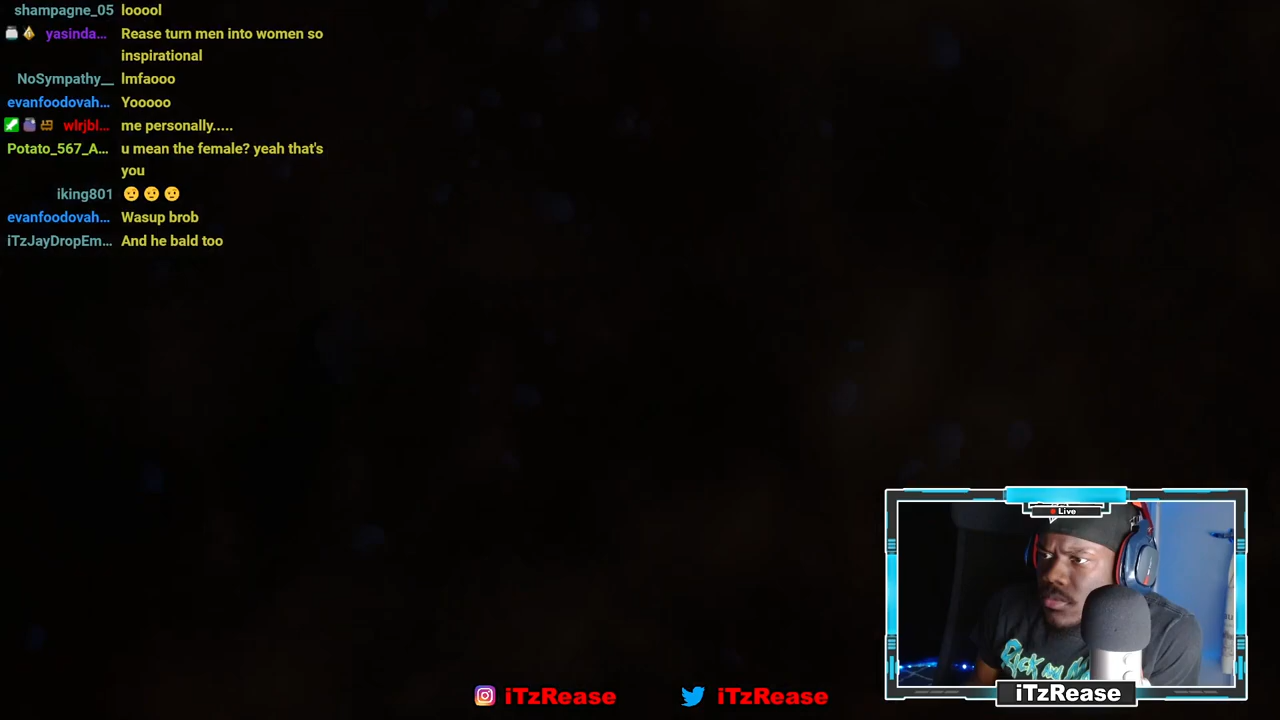 shampagne_05 looool
yasinda... Rease turn men into women so
inspirational
NoSympathy__ lmfaooo
evanfoodovah... Yooooo
wlrjbl... me personally.....
Potato_567_A... u mean the female? yeah that's
you
iking801
evanfoodovah... Wasup brob
iTzJayDropEm... And he bald too
Live
iTzRease
iTzRease iTzRease